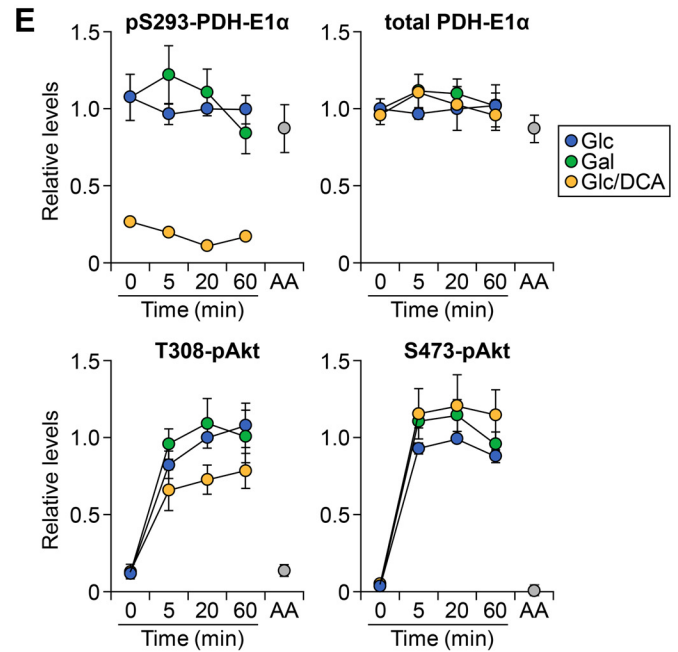 E
pS293-PDH-E1α
total PDH-E1α
Relative levels
1.5
1.0
0.5
0
0 5 20 60 AA
Time (min)
1.5
1.0
0.5
0
0 5 20 60 AA
Time (min)
Glc
Gal
Glc/DCA
T308-pAkt
S473-pAkt
Relative levels
1.5
1.0
0.5
0
0 5 20 60 AA
Time (min)
1.5
1.0
0.5
0
0 5 20 60 AA
Time (min)